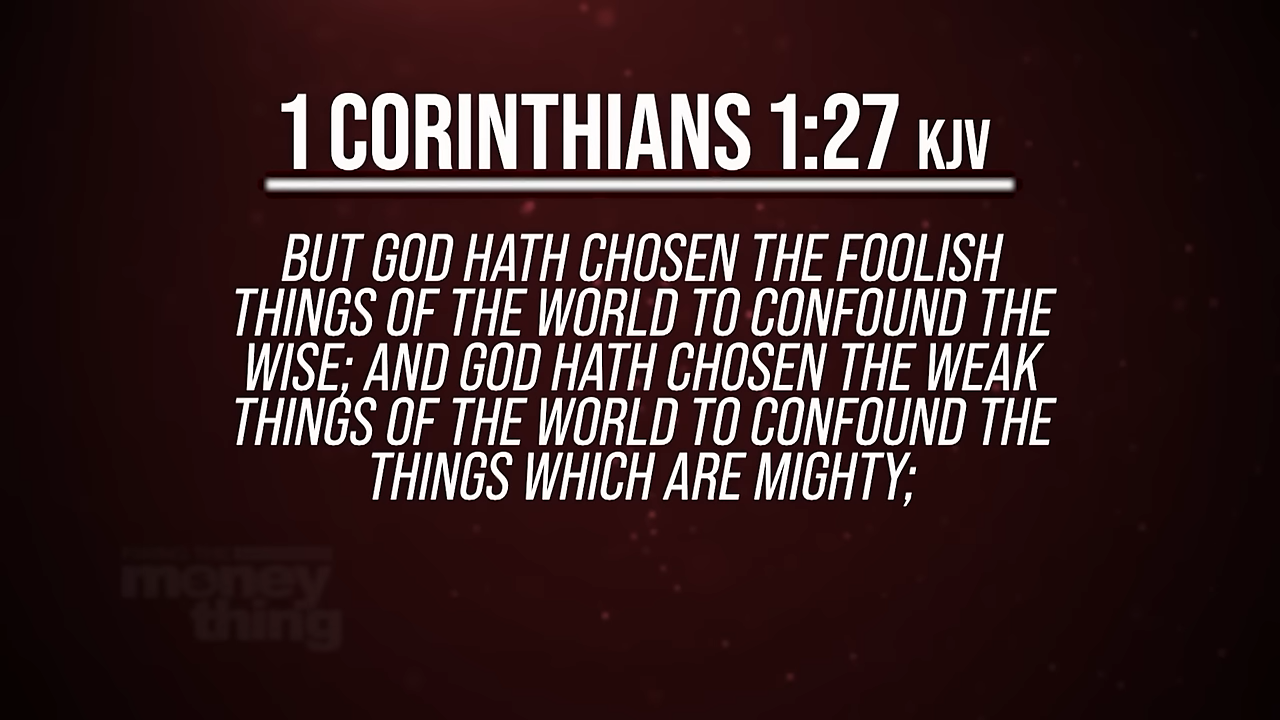 1 CORINTHIANS 1:27 KJV
BUT GOD HATH CHOSEN THE FOOLISH
THINGS OF THE WORLD TO CONFOUND THE
WISE; AND GOD HATH CHOSEN THE WEAK
THINGS OF THE WORLD TO CONFOUND THE
THINGS WHICH ARE MIGHTY;
money
thing